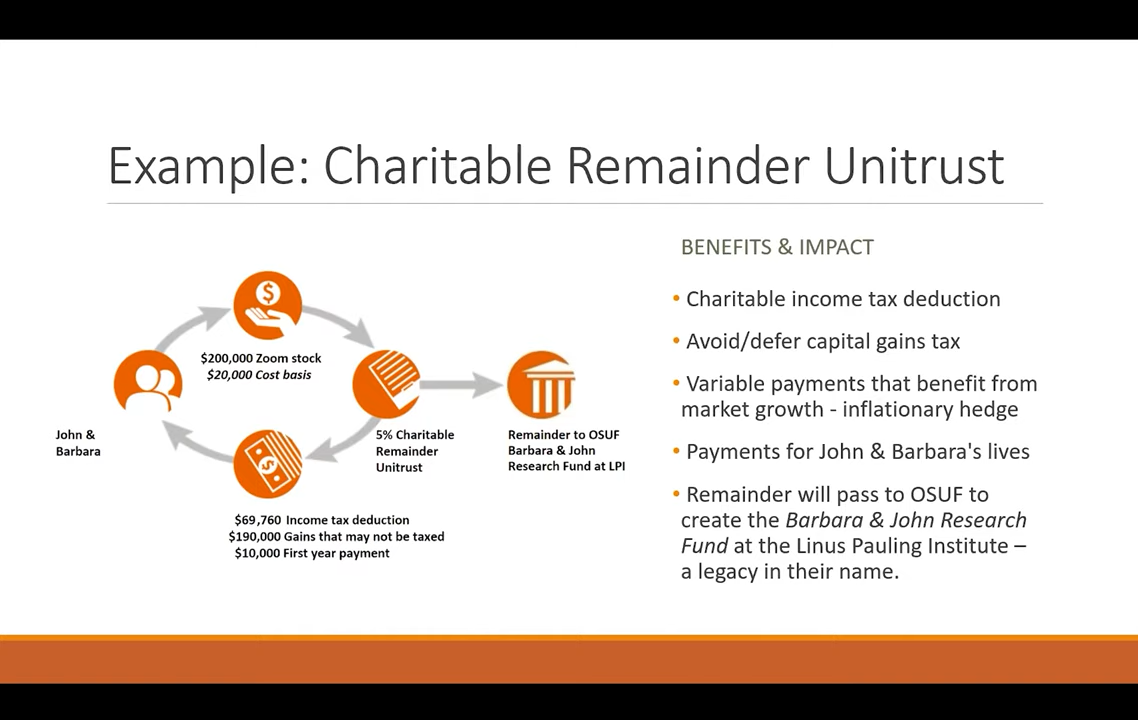 Example: Charitable Remainder Unitrust
$200,000 Zoom stock
$20,000 Cost basis
John &
Barbara
5% Charitable
Remainder
Unitrust
Remainder to OSUF
Barbara & John
Research Fund at LPI
$69,760 Income tax deduction
$190,000 Gains that may not be taxed
$10,000 First year payment
BENEFITS & IMPACT
• Charitable income tax deduction
• Avoid/defer capital gains tax
• Variable payments that benefit from
market growth - inflationary hedge
• Payments for John & Barbara's lives
• Remainder will pass to OSUF to
create the Barbara & John Research
Fund at the Linus Pauling Institute –
a legacy in their name.